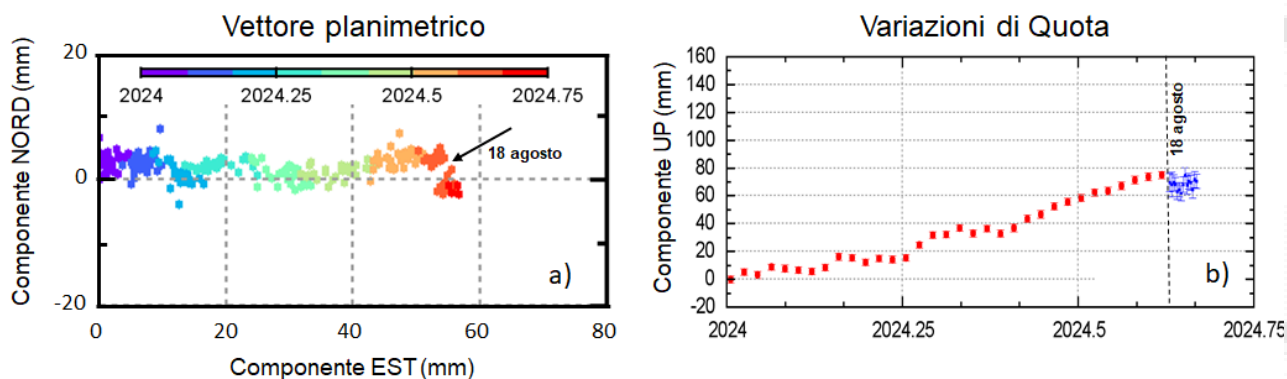 Vettore planimetrico
Componente NORD (mm)
20
0
-20
2024 2024.25 2024.5 2024.75
18 agosto
a)
0 20 40 60 80
Componente EST (mm)
Variazioni di Quota
Componente UP (mm)
160
140
120
100
80
60
40
20
0
-20
18 agosto
b)
2024 2024.25 2024.5 2024.75